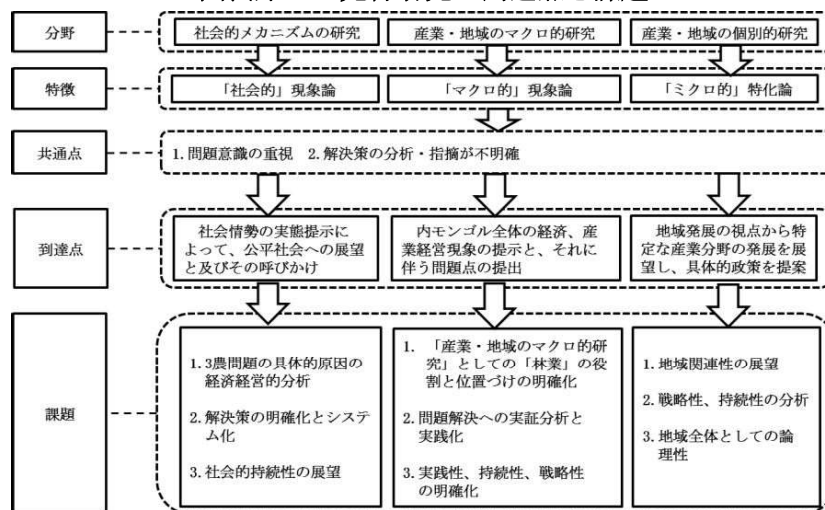 分野
社会的メカニズムの研究
産業・地域のマクロ的研究
産業・地域の個別的研究
特徴
「社会的」現象論
「マクロ的」現象論
「ミクロ的」特化論
共通点
1. 問題意識の重視 2. 解決策の分析・指摘が不明確
到達点
社会情勢の実態提示に
よって、公平社会への展望
と及びその呼びかけ
内モンゴル全体の経済、産
業経営現象の提示と、それに
伴う問題点の提出
地域発展の視点から特
定な産業分野の発展を展
望し、具体的政策を提案
課題
1. 3農問題の具体的原因の
経済経営的分析
2. 解決策の明確化とシステ
ム化
3. 社会的持続性の展望
1. 「産業・地域のマクロ的研
究」としての「林業」の役
割と位置づけの明確化
2. 問題解決への実証分析と
実践化
3. 実践性、持続性、戦略性
の明確化
1. 地域関連性の展望
2. 戦略性、持続性の分析
3. 地域全体としての論
理性